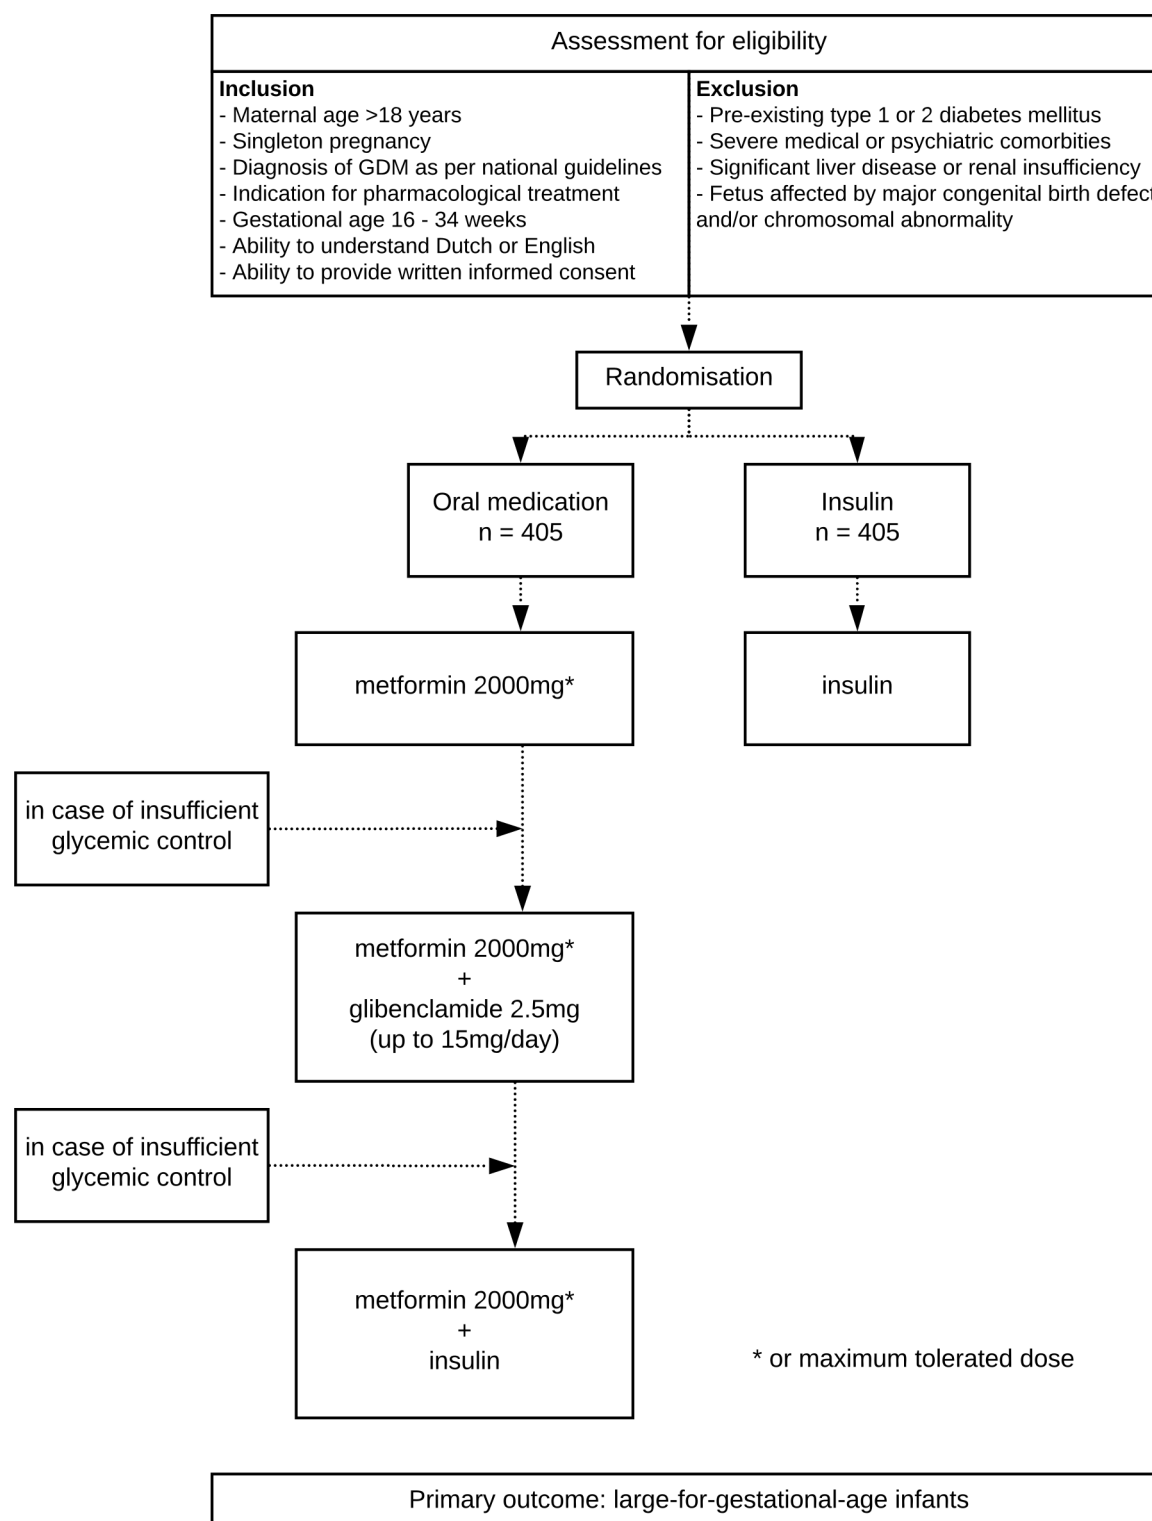 Assessment for eligibility
Inclusion
- Maternal age >18 years
- Singleton pregnancy
- Diagnosis of GDM as per national guidelines
- Indication for pharmacological treatment
- Gestational age 16 - 34 weeks
- Ability to understand Dutch or English
- Ability to provide written informed consent
Exclusion
- Pre-existing type 1 or 2 diabetes mellitus
- Severe medical or psychiatric comorbities
- Significant liver disease or renal insufficiency
- Fetus affected by major congenital birth defect
and/or chromosomal abnormality
Randomisation
Oral medication
n = 405
Insulin
n = 405
metformin 2000mg*
insulin
in case of insufficient
glycemic control
metformin 2000mg*
+
glibenclamide 2.5mg
(up to 15mg/day)
in case of insufficient
glycemic control
metformin 2000mg*
+
insulin
* or maximum tolerated dose
Primary outcome: large-for-gestational-age infants